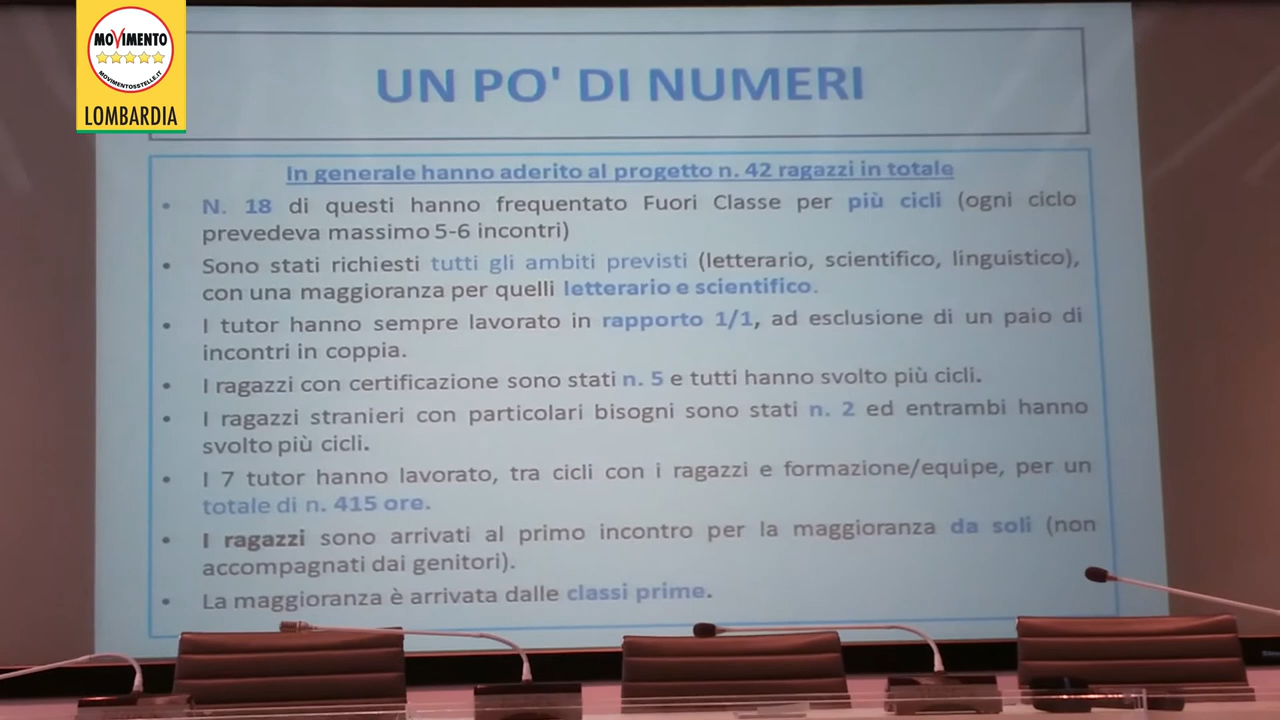 MOVIMENTO
MOVIMENTO5STELLE.IT
LOMBARDIA
UN PO' DI NUMERI
In generale hanno aderito al progetto n. 42 ragazzi in totale
• N. 18 di questi hanno frequentato Fuori Classe per più cicli (ogni ciclo
prevedeva massimo 5-6 incontri)
• Sono stati richiesti tutti gli ambiti previsti (letterario, scientifico, linguistico),
con una maggioranza per quelli letterario e scientifico.
• I tutor hanno sempre lavorato in rapporto 1/1, ad esclusione di un paio di
incontri in coppia.
• I ragazzi con certificazione sono stati n. 5 e tutti hanno svolto più cicli.
• I ragazzi stranieri con particolari bisogni sono stati n. 2 ed entrambi hanno
svolto più cicli.
• I 7 tutor hanno lavorato, tra cicli con i ragazzi e formazione/equipe, per un
totale di n. 415 ore.
• I ragazzi sono arrivati al primo incontro per la maggioranza da soli (non
accompagnati dai genitori).
• La maggioranza è arrivata dalle classi prime.